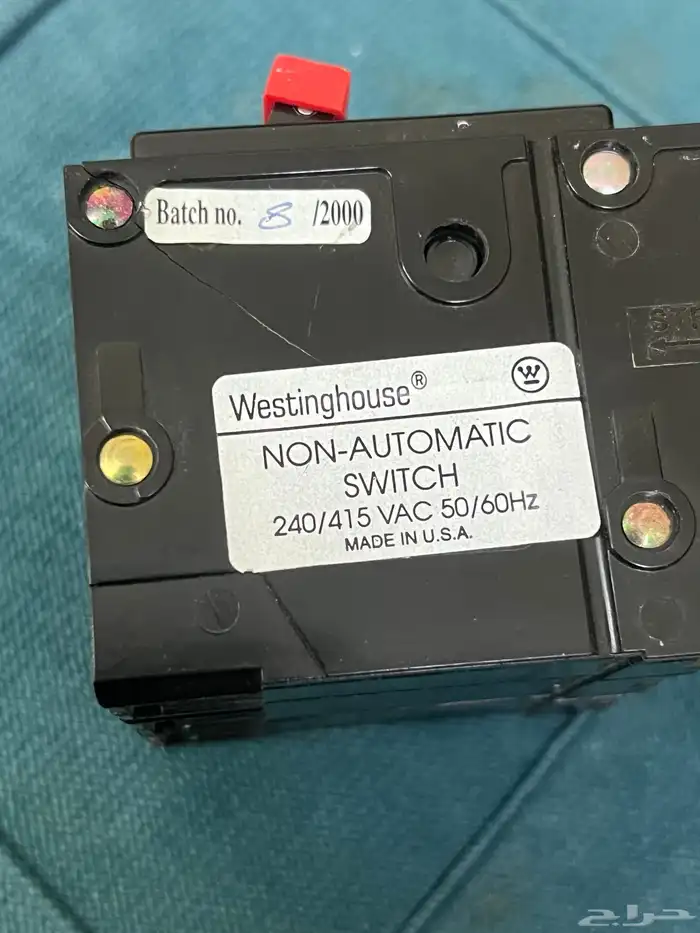 Batch no. 8 /2000
Westinghouse®
W
NON-AUTOMATIC
SWITCH
240/415 VAC 50/60Hz
MADE IN U.S.A.
حراج